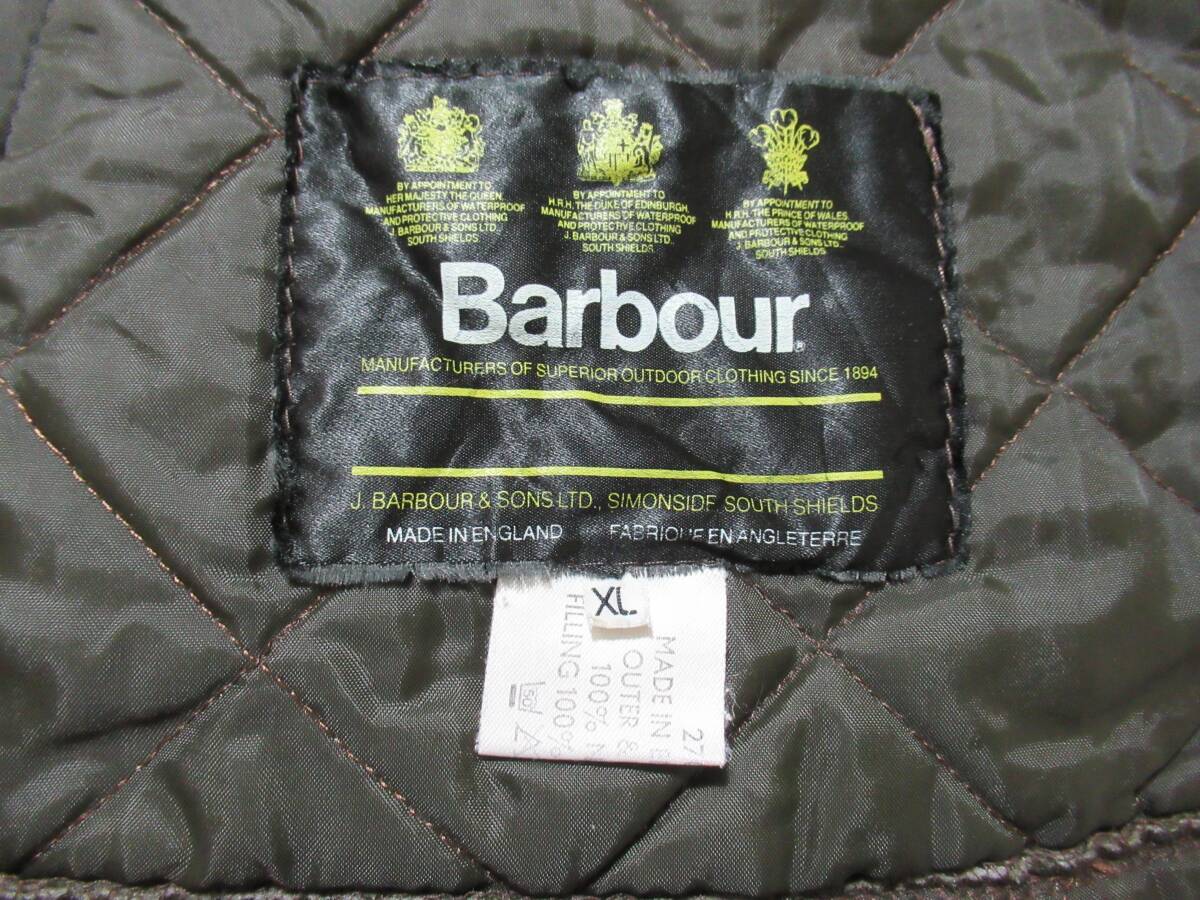 BY APPOINTMENT TO
HER MAJESTY THE QUEEN
MANUFACTURERS OF WATERPROOF
AND PROTECTIVE CLOTHING
J. BARBOUR & SONS LTD.
SOUTH SHIELDS
BY APPOINTMENT TO
H.R.H. THE DUKE OF EDINBURGH
MANUFACTURERS OF WATERPROOF
AND PROTECTIVE CLOTHING
J. BARBOUR & SONS LTD.
SOUTH SHIELDS
BY APPOINTMENT TO
H.R.H. THE PRINCE OF WALES
MANUFACTURERS OF WATERPROOF
AND PROTECTIVE CLOTHING
J. BARBOUR & SONS LTD.
SOUTH SHIELDS
Barbour®
MANUFACTURERS OF SUPERIOR OUTDOOR CLOTHING SINCE 1894
J. BARBOUR & SONS LTD., SIMONSIDE SOUTH SHIELDS
MADE IN ENGLAND FABRIQUE EN ANGLETERRE
XL
27
MADE IN
OUTER &
100%
FILLING 100%
50